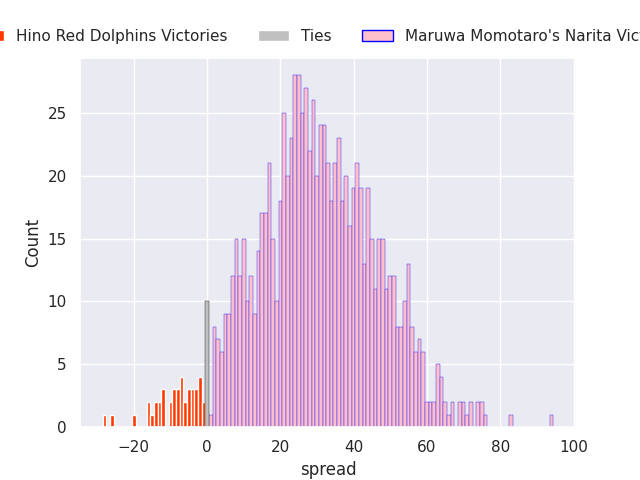 Hino Red Dolphins Victories Ties Maruwa Momotaro's Narita Vic
25
20
15
10
5
0
Count
−20 0 20 40 60 80 100
spread